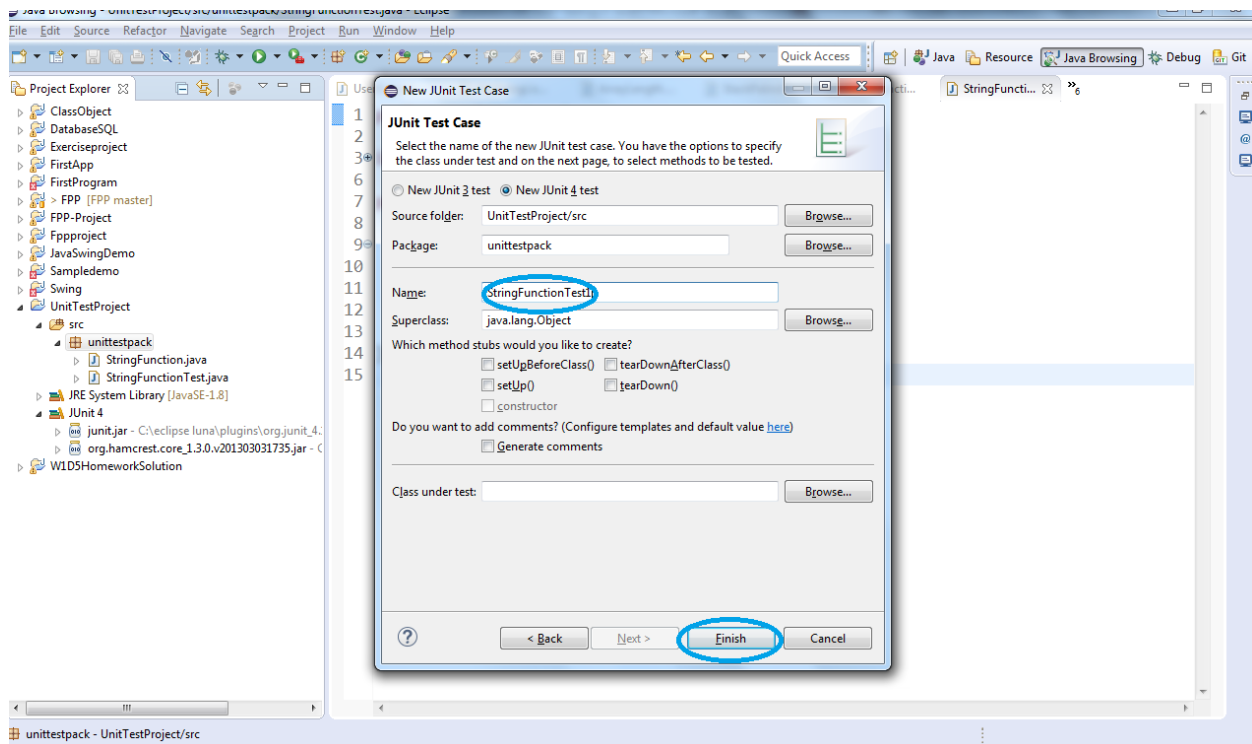 Java Browsing - UnitTestProject/src/unittestpack/StringFunctionTest.java - Eclipse
File Edit Source Refactor Navigate Search Project Run Window Help
Quick Access Java Resource Java Browsing Debug Git
Project Explorer
ClassObject
DatabaseSQL
Exerciseproject
FirstApp
FirstProgram
> FPP [FPP master]
FPP-Project
Fppproject
JavaSwingDemo
Sampledemo
Swing
UnitTestProject
src
unittestpack
StringFunction.java
StringFunctionTest.java
JRE System Library [JavaSE-1.8]
JUnit 4
junit.jar - C:\eclipse luna\plugins\org.junit_4.
org.hamcrest.core_1.3.0.v201303031735.jar - C
W1D5HomeworkSolution
StringFuncti... »6
1
2
3
6
7
8
9
10
11
12
13
14
15
New JUnit Test Case
JUnit Test Case
Select the name of the new JUnit test case. You have the options to specify
the class under test and on the next page, to select methods to be tested.
New JUnit 3 test New JUnit 4 test
Source folder: UnitTestProject/src Browse...
Package: unittestpack Browse...
Name: StringFunctionTest1
Superclass: java.lang.Object Browse...
Which method stubs would you like to create?
setUpBeforeClass() tearDownAfterClass()
setUp() tearDown()
constructor
Do you want to add comments? (Configure templates and default value here)
Generate comments
Class under test: Browse...
? < Back Next > Finish Cancel
unittestpack - UnitTestProject/src